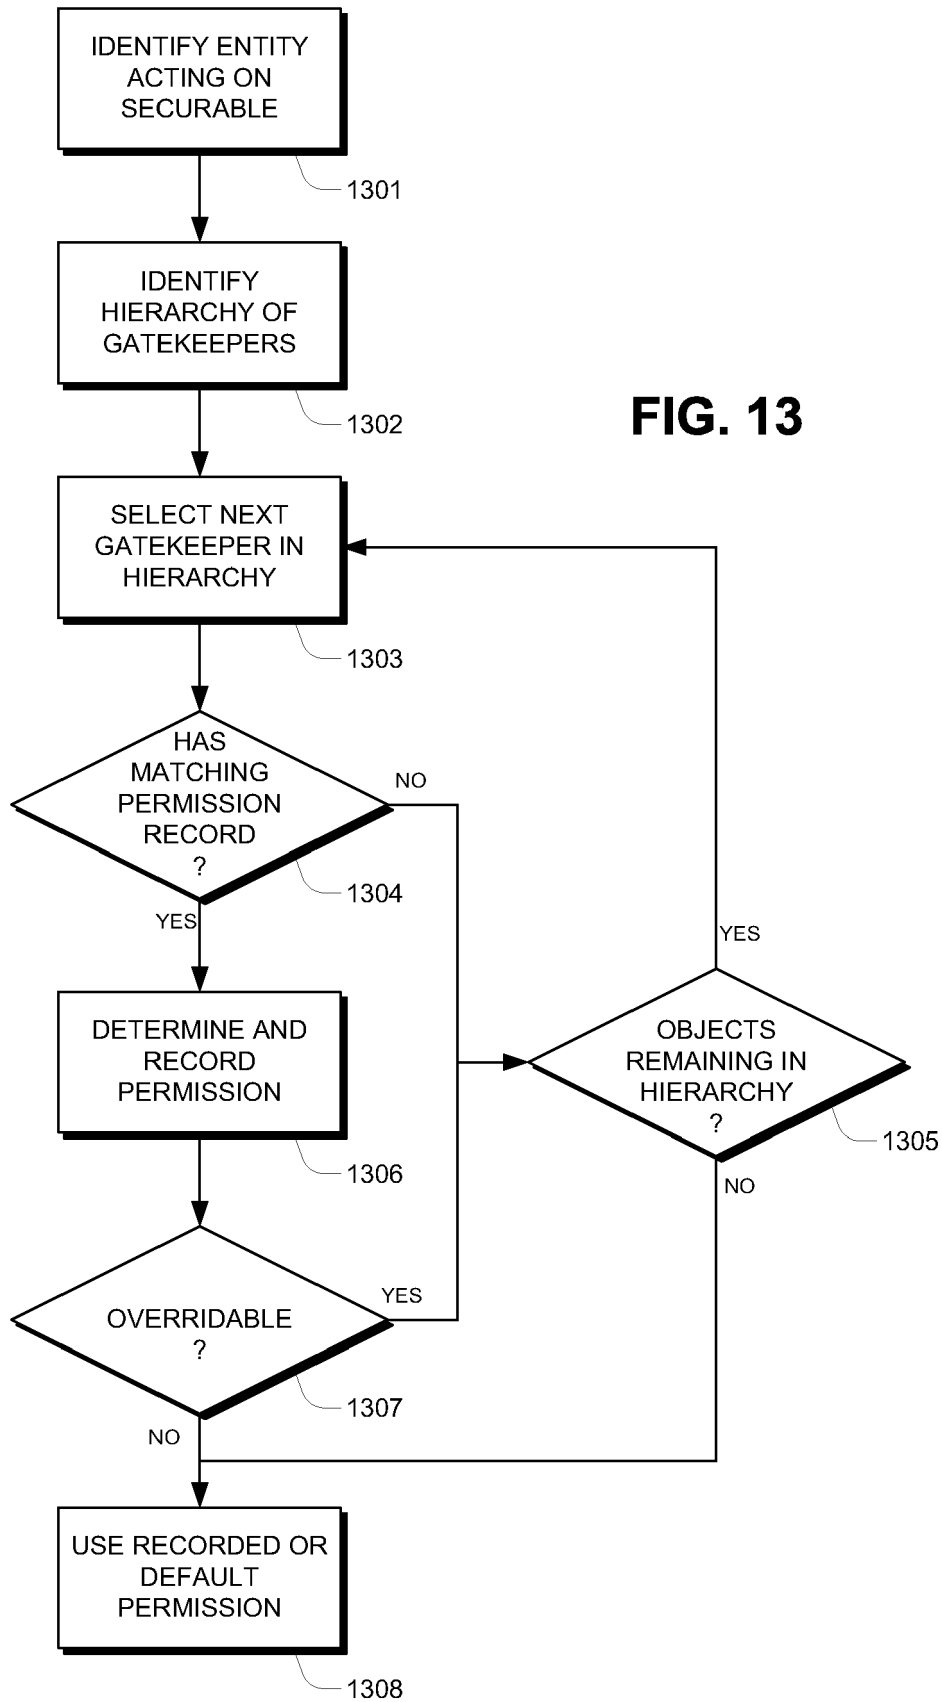 IDENTIFY ENTITY
ACTING ON
SECURABLE
1301
IDENTIFY
HIERARCHY OF
GATEKEEPERS
1302
FIG. 13
SELECT NEXT
GATEKEEPER IN
HIERARCHY
1303
HAS
MATCHING
PERMISSION
RECORD
?
NO
1304
YES
YES
OBJECTS
REMAINING IN
HIERARCHY
?
1305
NO
DETERMINE AND
RECORD
PERMISSION
1306
OVERRIDABLE
?
YES
1307
NO
USE RECORDED OR
DEFAULT
PERMISSION
1308